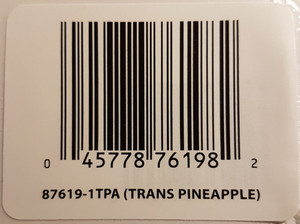 0 45778 76198 2
87619-1TPA (TRANS PINEAPPLE)